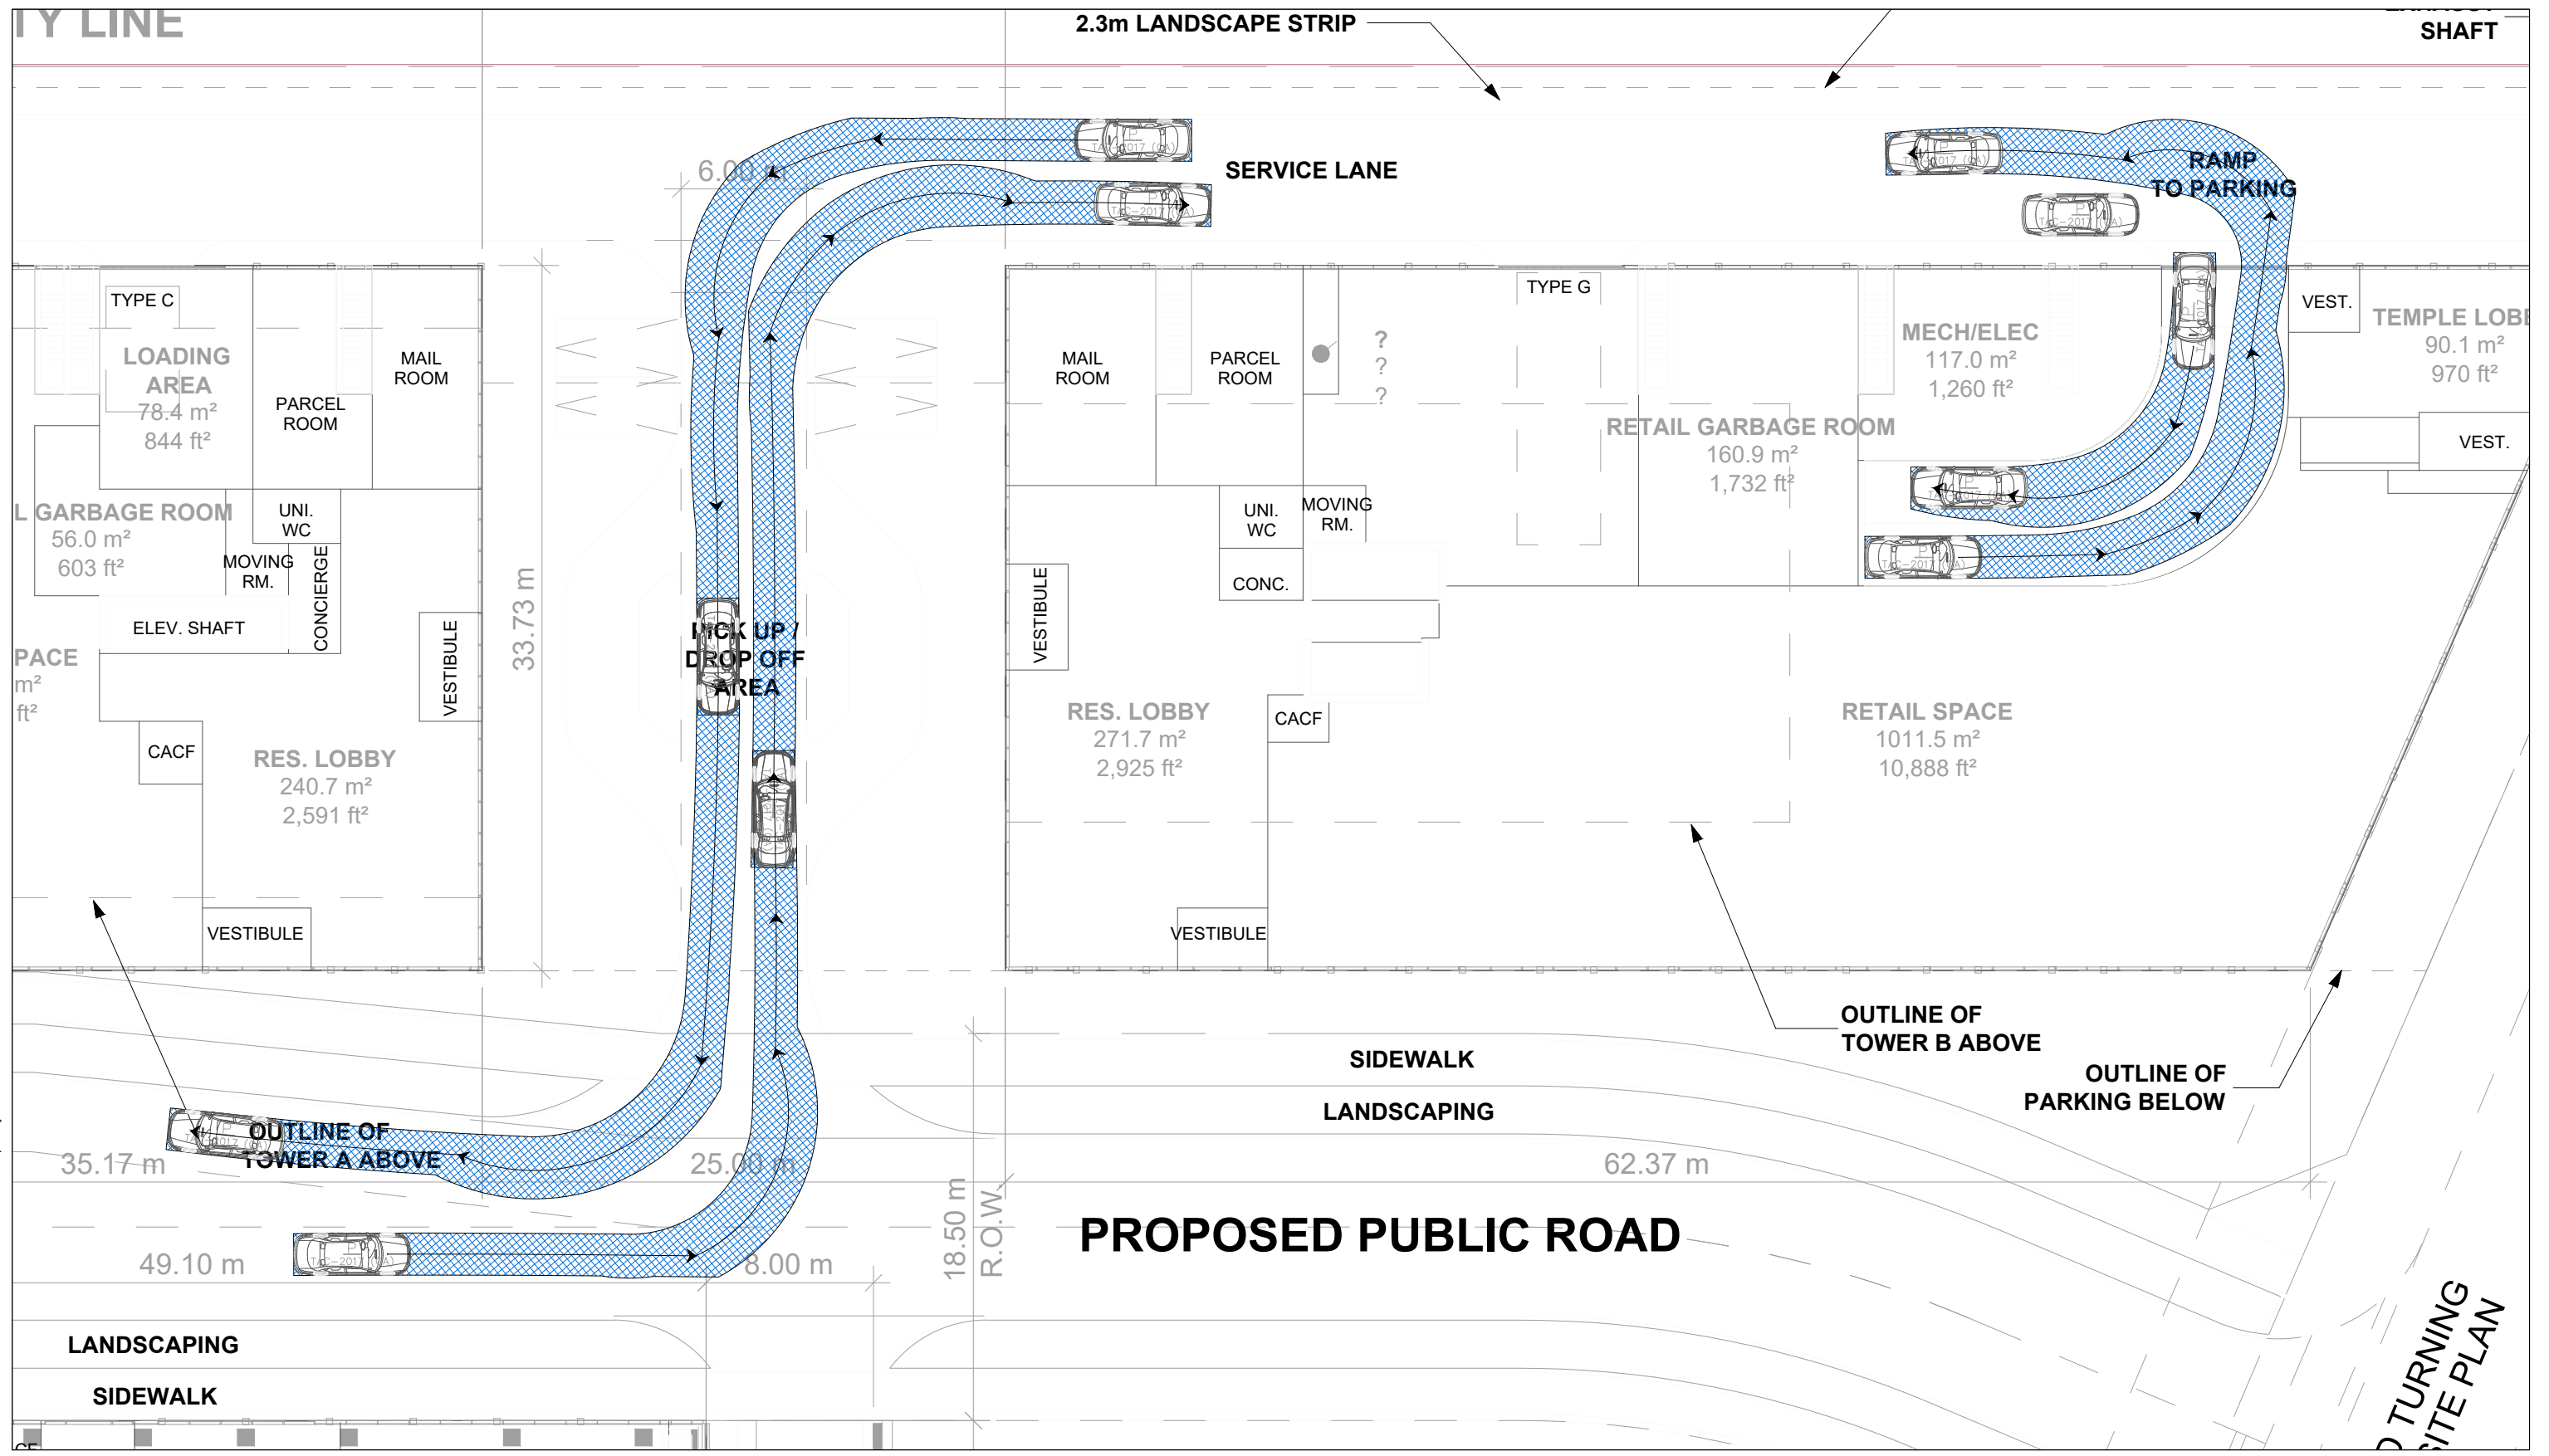 TY LINE
2.3m LANDSCAPE STRIP
SHAFT
6.00 m
SERVICE LANE
RAMP
TO PARKING
TYPE C
LOADING
AREA
78.4 m²
844 ft²
PARCEL
ROOM
MAIL
ROOM
L GARBAGE ROOM
56.0 m²
603 ft²
UNI.
WC
MOVING
RM.
CONCIERGE
ELEV. SHAFT
VESTIBULE
PACE
m²
ft²
CACF
RES. LOBBY
240.7 m²
2,591 ft²
VESTIBULE
33.73 m
PICK UP /
DROP OFF
AREA
MAIL
ROOM
PARCEL
ROOM
?
?
?
TYPE G
UNI.
WC
MOVING
RM.
CONC.
VESTIBULE
RES. LOBBY
271.7 m²
2,925 ft²
CACF
VESTIBULE
RETAIL GARBAGE ROOM
160.9 m²
1,732 ft²
MECH/ELEC
117.0 m²
1,260 ft²
VEST.
TEMPLE LOBB
90.1 m²
970 ft²
VEST.
RETAIL SPACE
1011.5 m²
10,888 ft²
OUTLINE OF
TOWER B ABOVE
OUTLINE OF
PARKING BELOW
SIDEWALK
LANDSCAPING
OUTLINE OF
TOWER A ABOVE
35.17 m
25.00 m
62.37 m
18.50 m
R.O.W.
PROPOSED PUBLIC ROAD
49.10 m
8.00 m
LANDSCAPING
SIDEWALK
TURNING
SITE PLAN